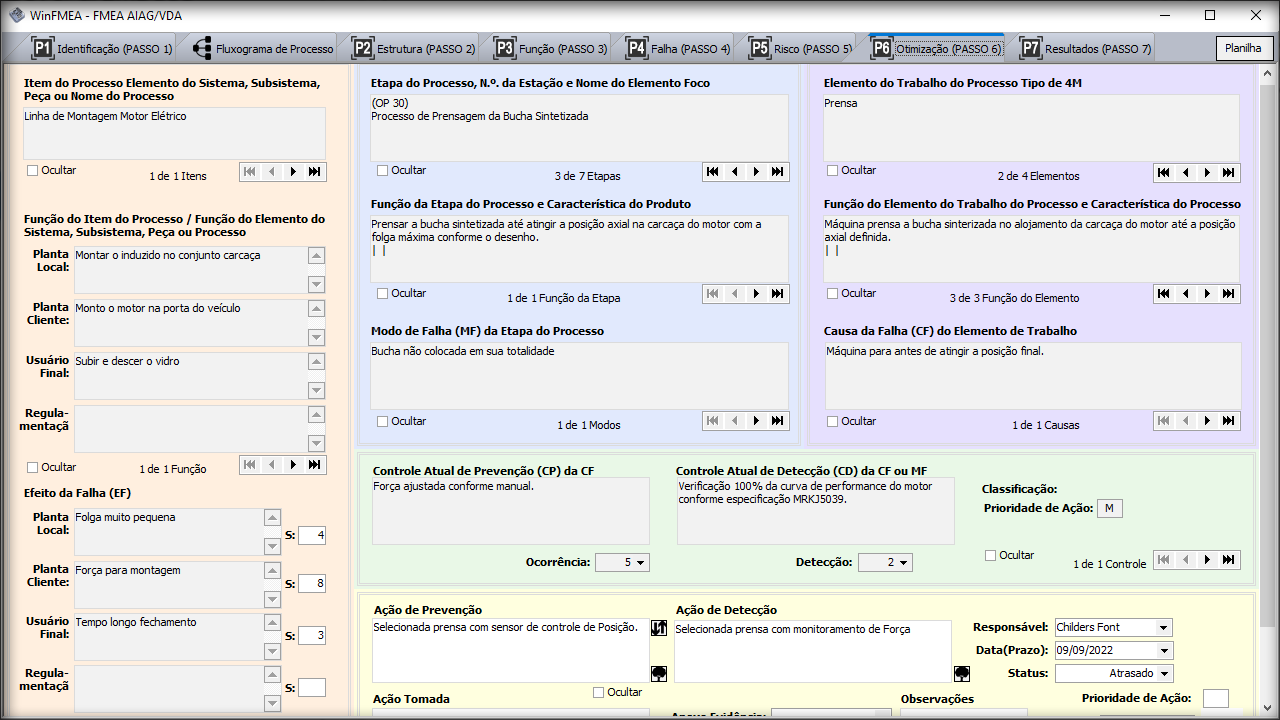 WinFMEA - FMEA AIAG/VDA
P1 Identificação (PASSO 1)
Fluxograma de Processo
P2 Estrutura (PASSO 2)
P3 Função (PASSO 3)
P4 Falha (PASSO 4)
P5 Risco (PASSO 5)
P6 Otimização (PASSO 6)
P7 Resultados (PASSO 7)
Planilha
Item do Processo Elemento do Sistema, Subsistema,
Peça ou Nome do Processo
Linha de Montagem Motor Elétrico
Ocultar
1 de 1 Itens
Função do Item do Processo / Função do Elemento do
Sistema, Subsistema, Peça ou Processo
Planta
Local:
Montar o induzido no conjunto carcaça
Planta
Cliente:
Monto o motor na porta do veículo
Usuário
Final:
Subir e descer o vidro
Regula-
mentaçã
Ocultar
1 de 1 Função
Efeito da Falha (EF)
Planta
Local:
Folga muito pequena
S: 4
Planta
Cliente:
Força para montagem
S: 8
Usuário
Final:
Tempo longo fechamento
S: 3
Regula-
mentaçã
S:
Etapa do Processo, N.º. da Estação e Nome do Elemento Foco
(OP 30)
Processo de Prensagem da Bucha Sintetizada
Ocultar
3 de 7 Etapas
Função da Etapa do Processo e Característica do Produto
Prensar a bucha sintetizada até atingir a posição axial na carcaça do motor com a
folga máxima conforme o desenho.
| |
Ocultar
1 de 1 Função da Etapa
Modo de Falha (MF) da Etapa do Processo
Bucha não colocada em sua totalidade
Ocultar
1 de 1 Modos
Elemento do Trabalho do Processo Tipo de 4M
Prensa
Ocultar
2 de 4 Elementos
Função do Elemento do Trabalho do Processo e Característica do Processo
Máquina prensa a bucha sinterizada no alojamento da carcaça do motor até a posição
axial definida.
| |
Ocultar
3 de 3 Função do Elemento
Causa da Falha (CF) do Elemento de Trabalho
Máquina para antes de atingir a posição final.
Ocultar
1 de 1 Causas
Controle Atual de Prevenção (CP) da CF
Força ajustada conforme manual.
Ocorrência: 5
Controle Atual de Detecção (CD) da CF ou MF
Verificação 100% da curva de performance do motor
conforme especificação MRKJ5039.
Detecção: 2
Classificação:
Prioridade de Ação: M
Ocultar
1 de 1 Controle
Ação de Prevenção
Selecionada prensa com sensor de controle de Posição.
Ação de Detecção
Selecionada prensa com monitoramento de Força
Responsável: Childers Font
Data(Prazo): 09/09/2022
Status: Atrasado
Ocultar
Ação Tomada
Anexo Evidência:
Observações
Prioridade de Ação: